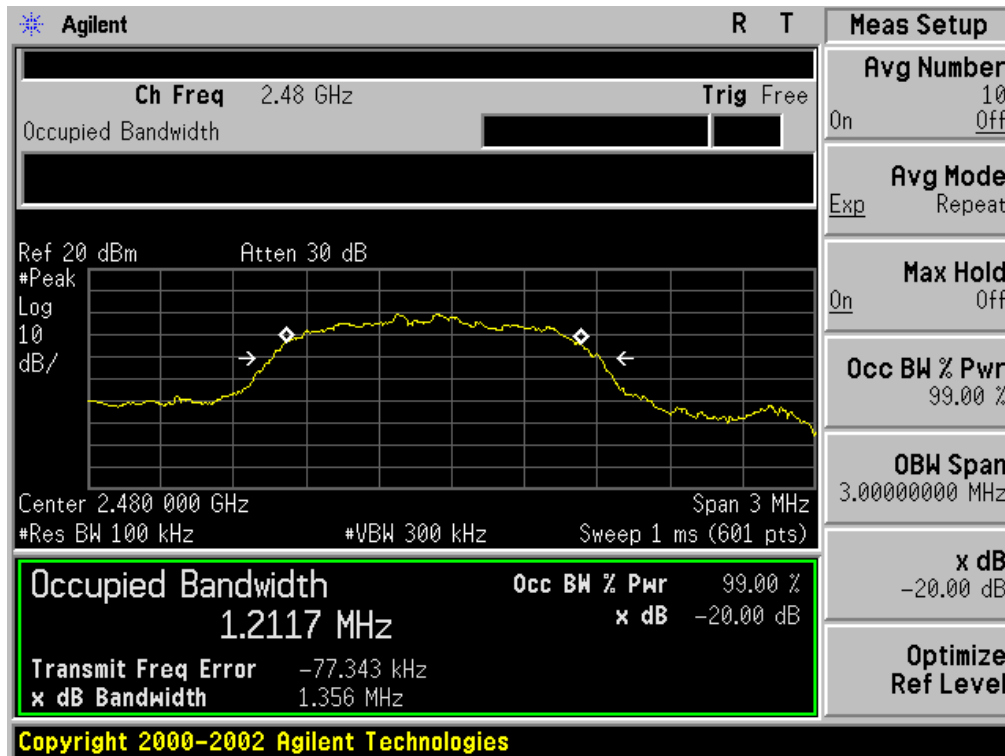 Agilent R T
Ch Freq 2.48 GHz Trig Free
Occupied Bandwidth
Ref 20 dBm Atten 30 dB
#Peak
Log
10
dB/
Center 2.480 000 GHz Span 3 MHz
#Res BW 100 kHz #VBW 300 kHz Sweep 1 ms (601 pts)
Occupied Bandwidth Occ BW % Pwr 99.00 %
1.2117 MHz x dB -20.00 dB
Transmit Freq Error -77.343 kHz
x dB Bandwidth 1.356 MHz
Copyright 2000-2002 Agilent Technologies
Meas Setup
Avg Number
10
On Off
Avg Mode
Exp Repeat
Max Hold
On Off
Occ BW % Pwr
99.00 %
OBW Span
3.00000000 MHz
x dB
-20.00 dB
Optimize
Ref Level